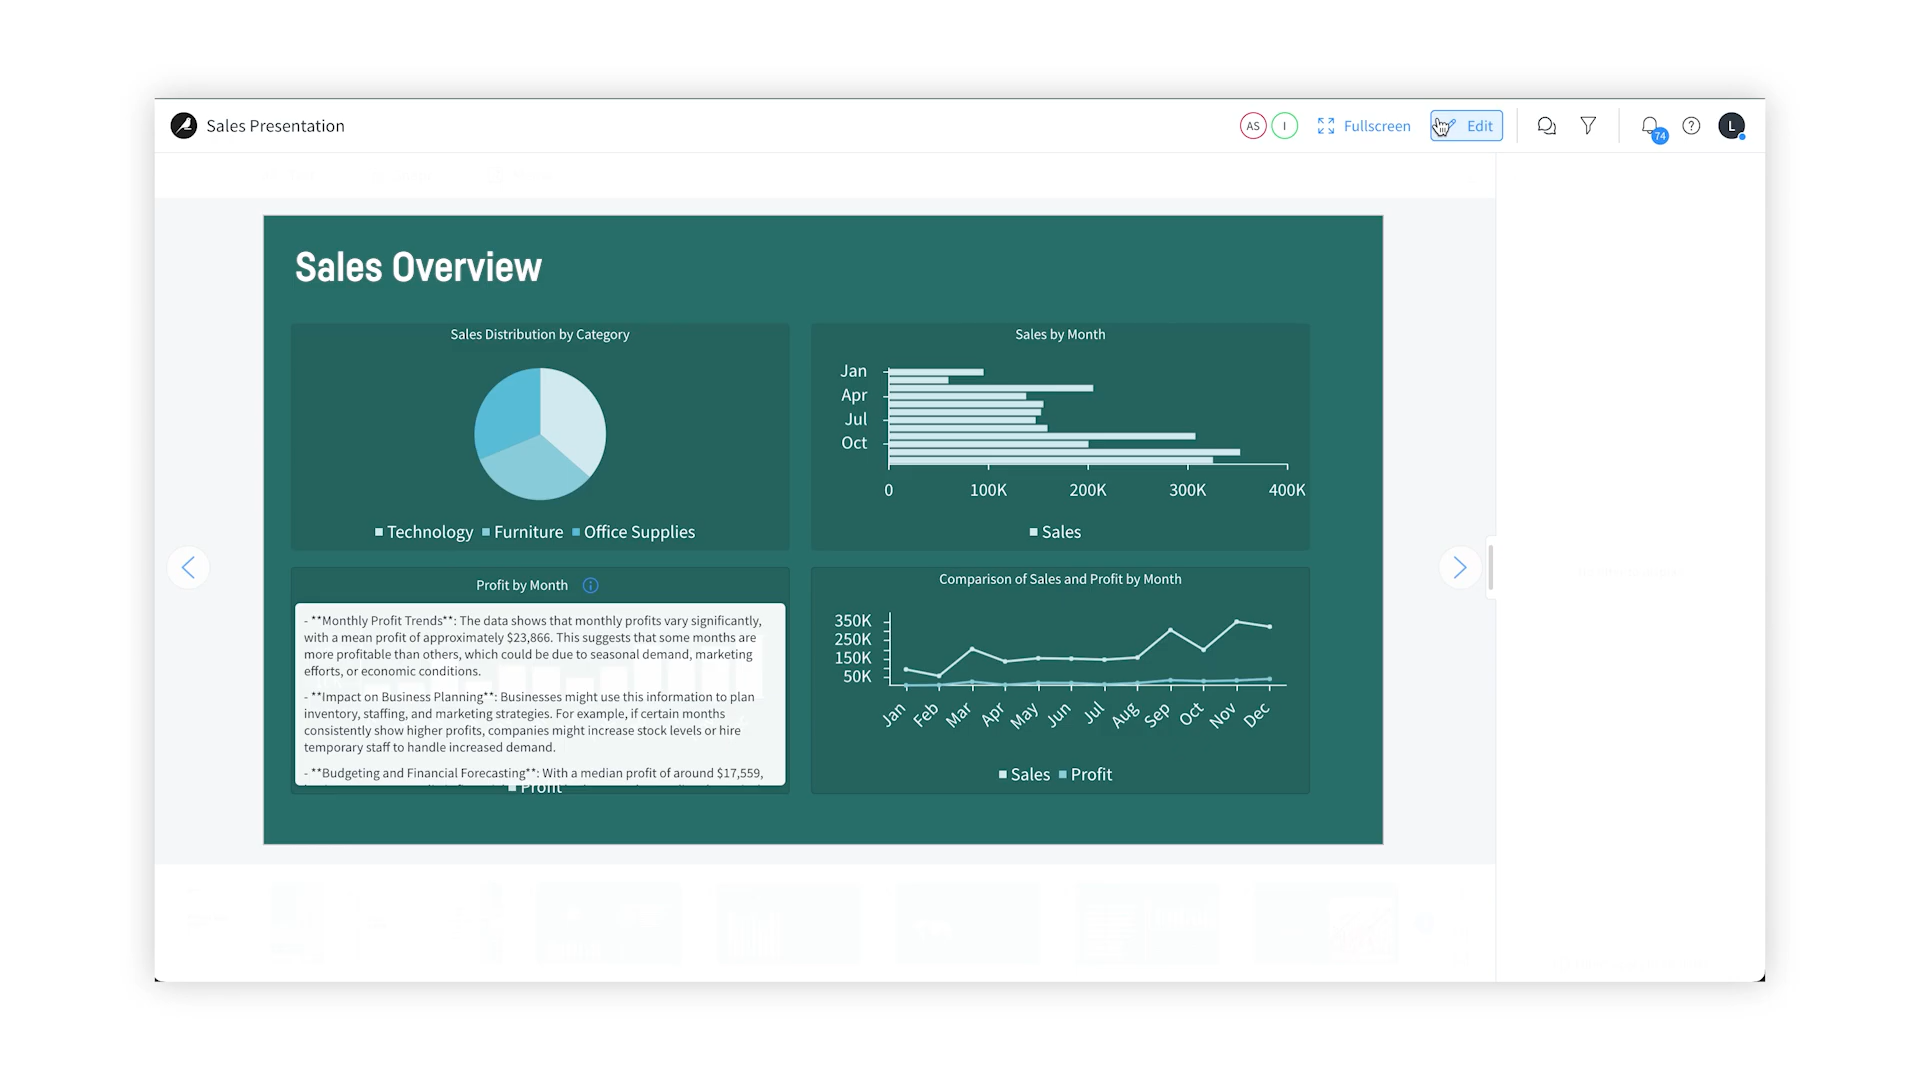 Sales Presentation
AS
I
Fullscreen
Edit
74
L
Sales Overview
Sales Distribution by Category
Technology Furniture Office Supplies
Sales by Month
Jan
Apr
Jul
Oct
0 100K 200K 300K 400K
Sales
Profit by Month
- **Monthly Profit Trends**: The data shows that monthly profits vary significantly,
with a mean profit of approximately $23,866. This suggests that some months are
more profitable than others, which could be due to seasonal demand, marketing
efforts, or economic conditions.
- **Impact on Business Planning**: Businesses might use this information to plan
inventory, staffing, and marketing strategies. For example, if certain months
consistently show higher profits, companies might increase stock levels or hire
temporary staff to handle increased demand.
- **Budgeting and Financial Forecasting**: With a median profit of around $17,559,
Profit
Comparison of Sales and Profit by Month
350K
250K
150K
50K
Jan Feb Mar Apr May Jun Jul Aug Sep Oct Nov Dec
Sales Profit